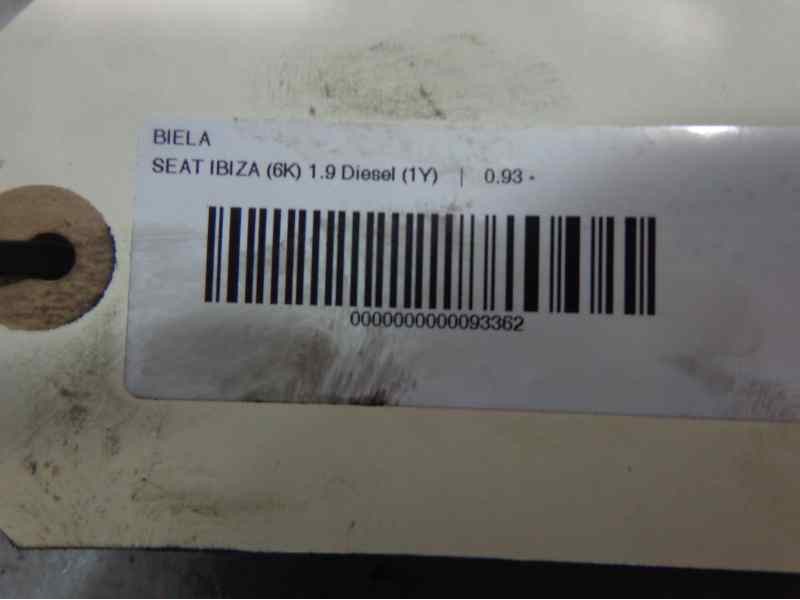 BIELA
SEAT IBIZA (6K) 1.9 Diesel (1Y) | 0.93 -
0000000000093362